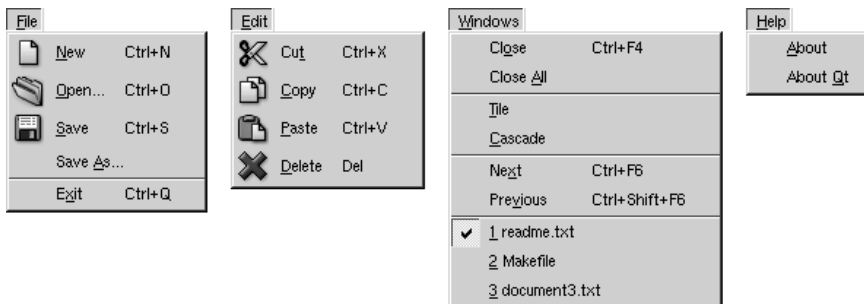 File
New Ctrl+N
Open... Ctrl+O
Save Ctrl+S
Save As...
Exit Ctrl+Q
Edit
Cut Ctrl+X
Copy Ctrl+C
Paste Ctrl+V
Delete Del
Windows
Close Ctrl+F4
Close All
Tile
Cascade
Next Ctrl+F6
Previous Ctrl+Shift+F6
1 readme.txt
2 Makefile
3 document3.txt
Help
About
About Qt